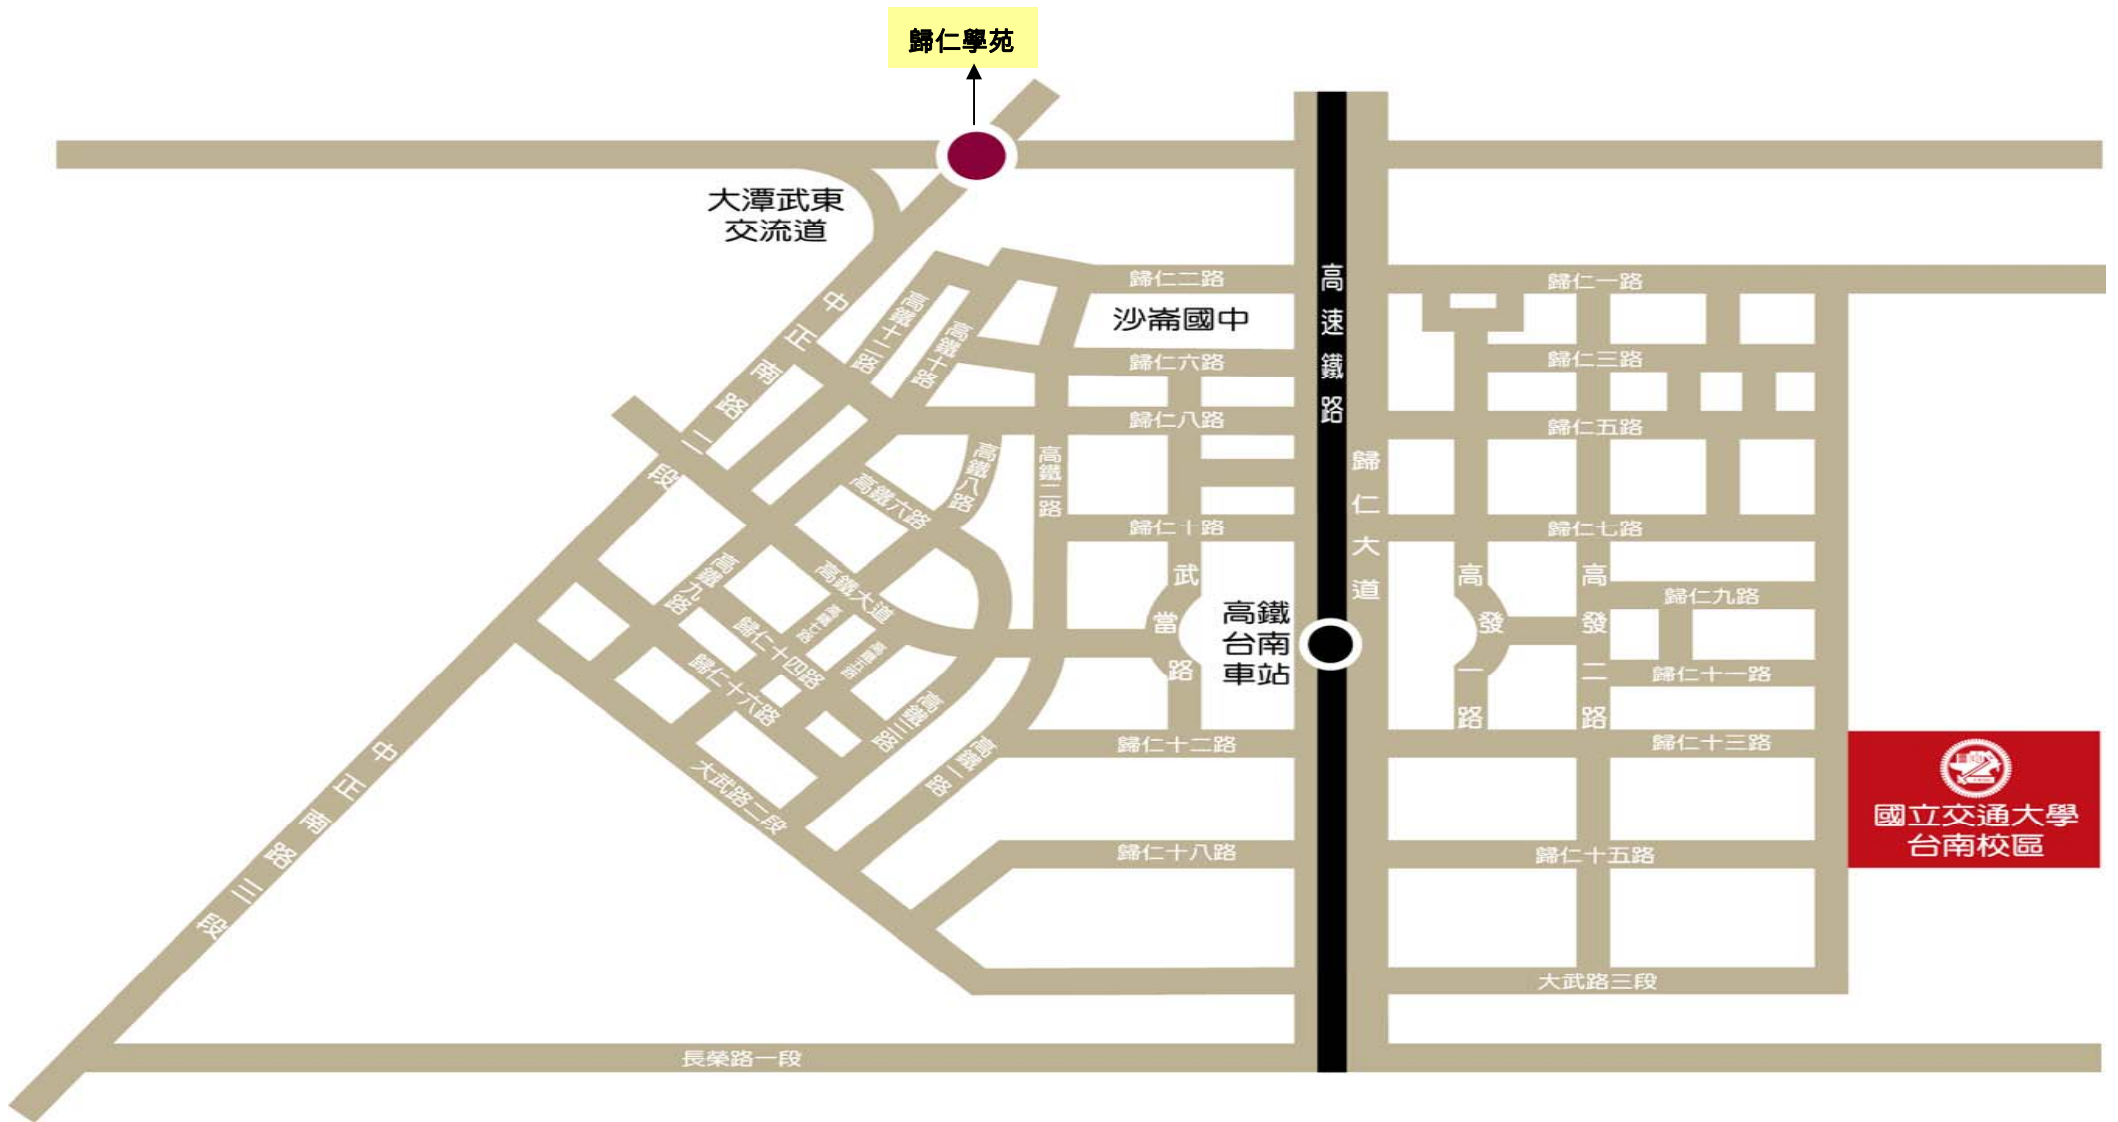 歸仁學苑
大潭武東
交流道
中正南路二段
高鐵十二路
高鐵十路
歸仁二路
沙崙國中
歸仁六路
歸仁八路
高速鐵路
歸仁一路
歸仁三路
歸仁五路
高鐵八路
高鐵六路
高鐵二路
歸仁大道
歸仁十路
歸仁七路
高鐵九路
高鐵大道
高鐵七路
高鐵五路
武當路
高鐵
台南
車站
高發一路
高發二路
歸仁九路
歸仁十四路
歸仁十六路
高鐵三路
高鐵一路
歸仁十一路
歸仁十二路
歸仁十三路
中正南路三段
大武路二段
國立交通大學
台南校區
歸仁十八路
歸仁十五路
大武路三段
長榮路一段